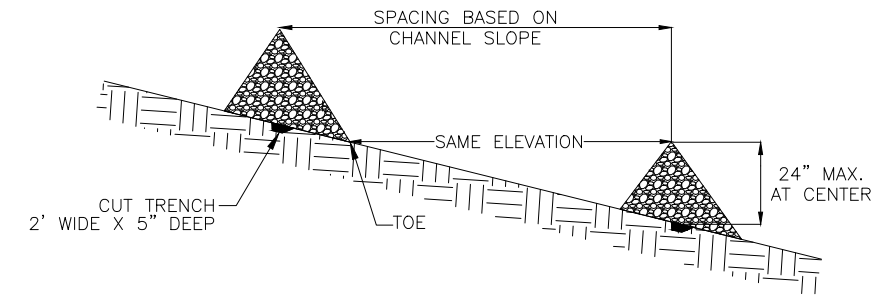 SPACING BASED ON
CHANNEL SLOPE
SAME ELEVATION
24” MAX.
AT CENTER
CUT TRENCH
2' WIDE X 5” DEEP
TOE